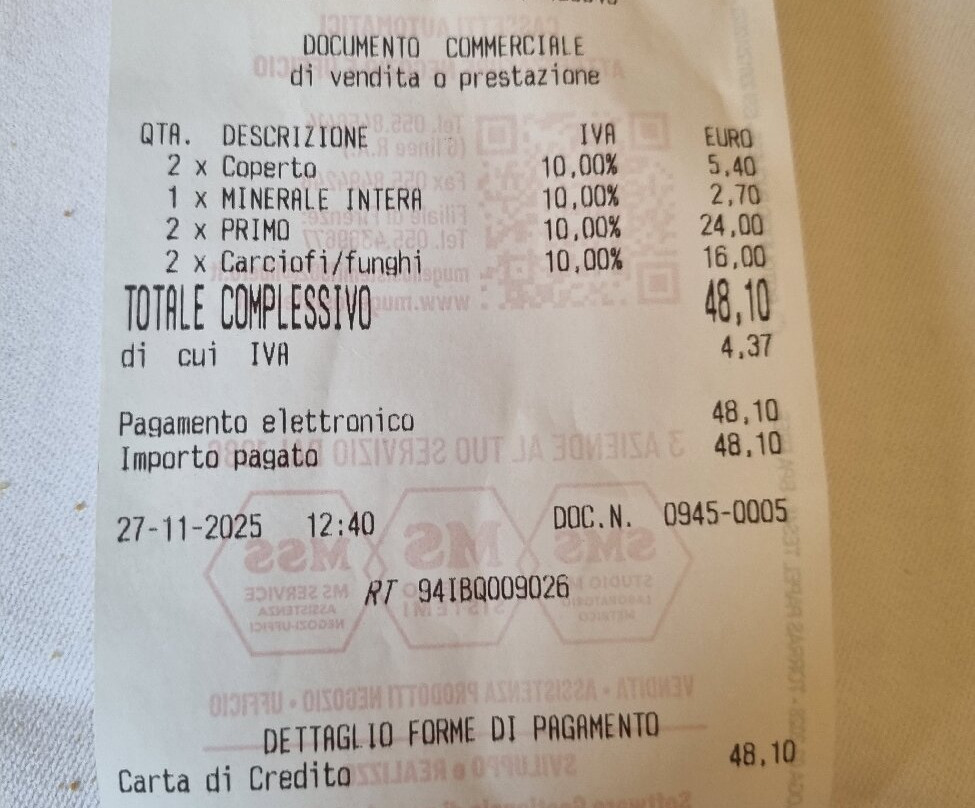 DOCUMENTO COMMERCIALE
di vendita o prestazione
QTA. DESCRIZIONE IVA EURO
2 x Coperto 10,00% 5,40
1 x MINERALE INTERA 10,00% 2,70
2 x PRIMO 10,00% 24,00
2 x Carciofi/funghi 10,00% 16,00
TOTALE COMPLESSIVO 48,10
di cui IVA 4,37
Pagamento elettronico 48,10
Importo pagato 48,10
27-11-2025 12:40 DOC.N. 0945-0005
RT 94IBQ009026
DETTAGLIO FORME DI PAGAMENTO
Carta di Credito 48,10